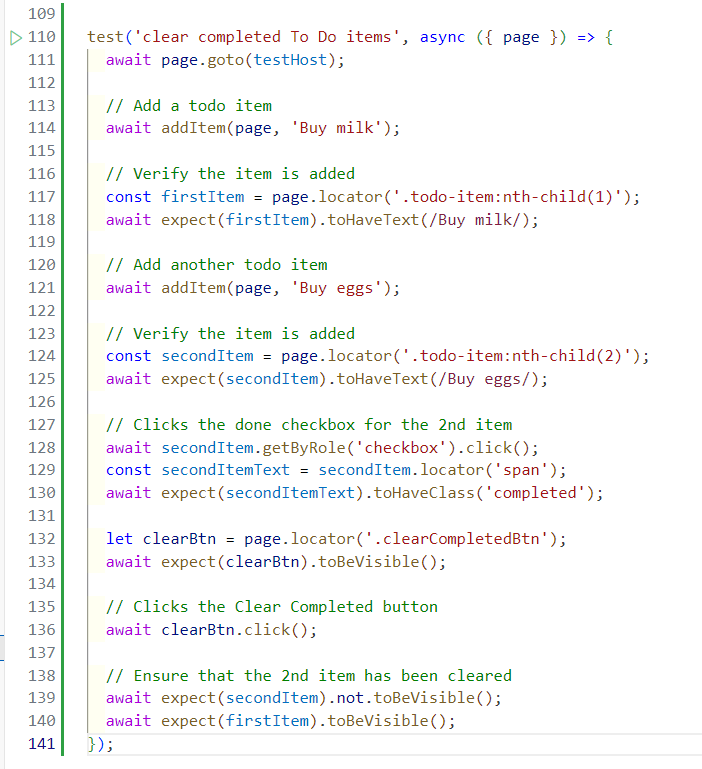 109
110 test('clear completed To Do items', async ({ page }) => {
111 await page.goto(testHost);
112
113 // Add a todo item
114 await addItem(page, 'Buy milk');
115
116 // Verify the item is added
117 const firstItem = page.locator('.todo-item:nth-child(1)');
118 await expect(firstItem).toHaveText(/Buy milk/);
119
120 // Add another todo item
121 await addItem(page, 'Buy eggs');
122
123 // Verify the item is added
124 const secondItem = page.locator('.todo-item:nth-child(2)');
125 await expect(secondItem).toHaveText(/Buy eggs/);
126
127 // Clicks the done checkbox for the 2nd item
128 await secondItem.getByRole('checkbox').click();
129 const secondItemText = secondItem.locator('span');
130 await expect(secondItemText).toHaveClass('completed');
131
132 let clearBtn = page.locator('.clearCompletedBtn');
133 await expect(clearBtn).toBeVisible();
134
135 // Clicks the Clear Completed button
136 await clearBtn.click();
137
138 // Ensure that the 2nd item has been cleared
139 await expect(secondItem).not.toBeVisible();
140 await expect(firstItem).toBeVisible();
141 });